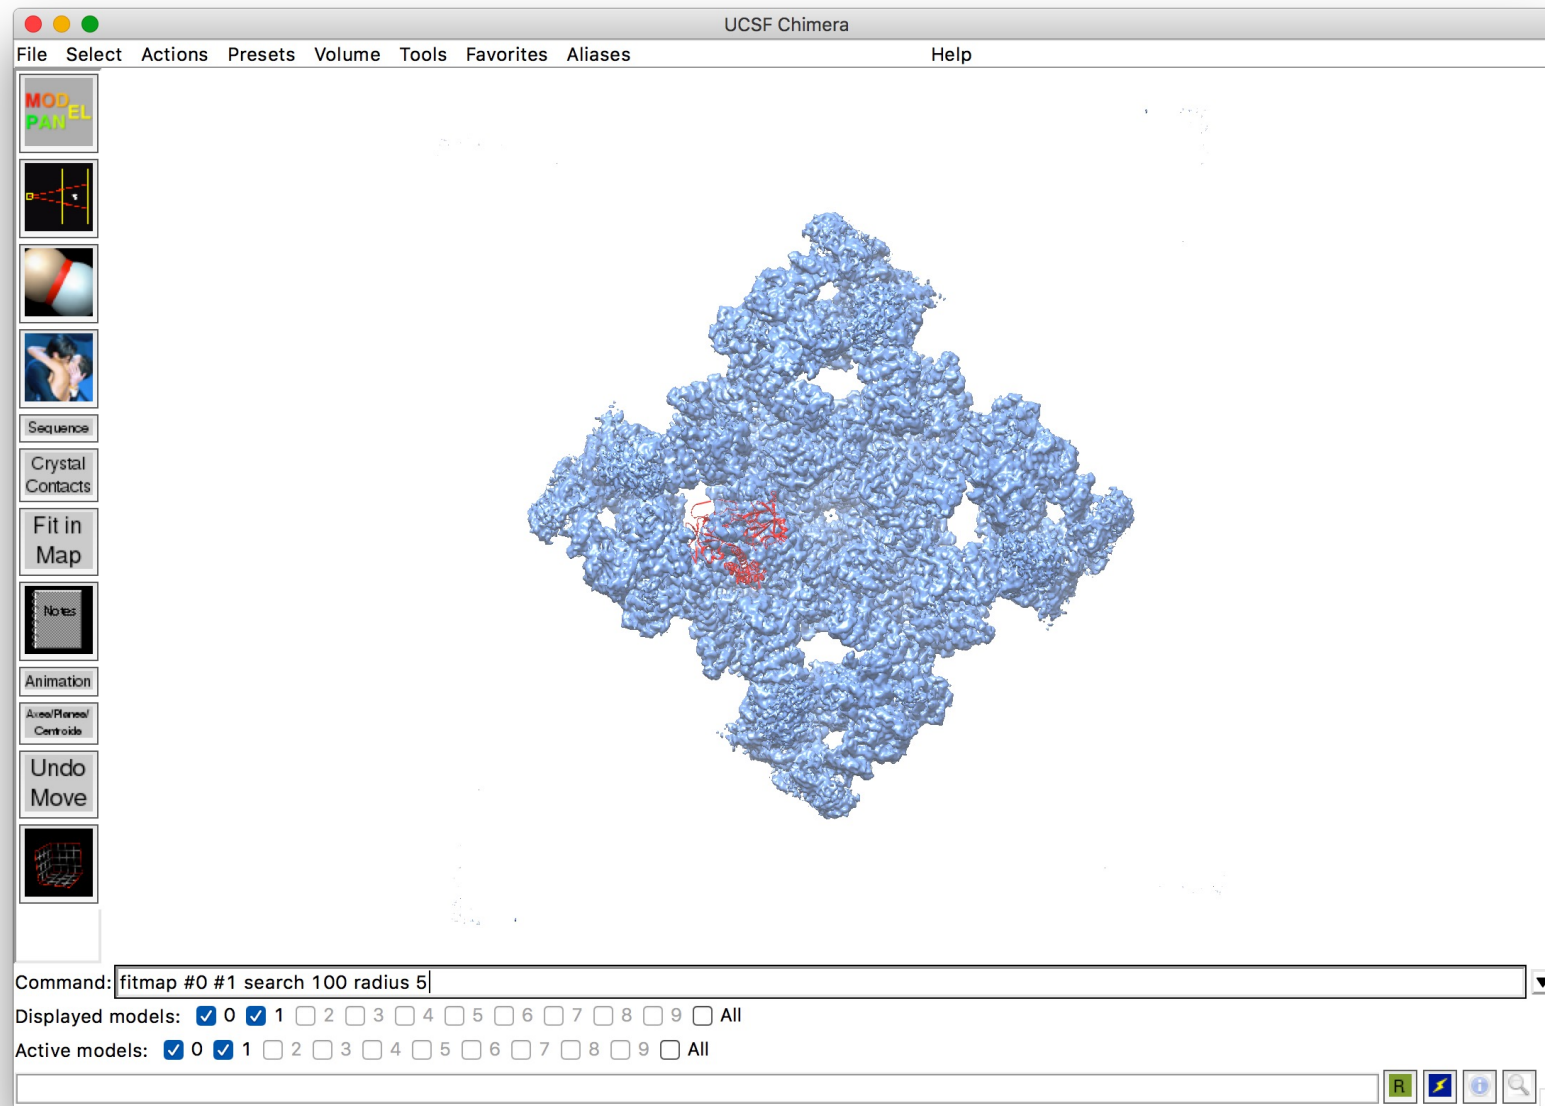 UCSF Chimera
File Select Actions Presets Volume Tools Favorites Aliases Help
MODEL
PANEL
Sequence
Crystal
Contacts
Fit in
Map
Notes
Animation
Axes/Planes/
Centroids
Undo
Move
Command: fitmap #0 #1 search 100 radius 5
Displayed models: 0 1 2 3 4 5 6 7 8 9 All
Active models: 0 1 2 3 4 5 6 7 8 9 All
R